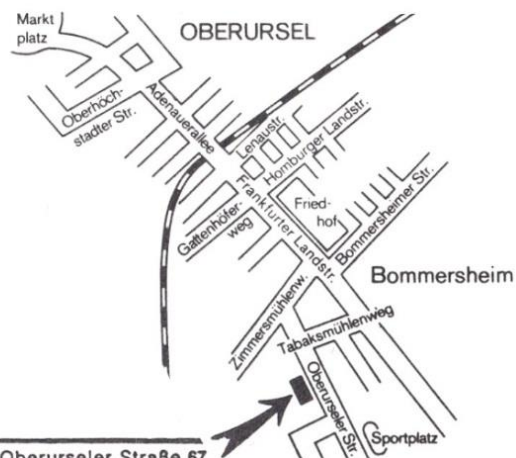 Markt
platz
OBERURSEL
Oberhöch-
stadter Str.
Adenauerallee
Lenaustr.
Homburger Landstr.
Fried-
hof
Frankfurter Landstr.
Gattenhöfer-
weg
Bommersheimer Str.
Bommersheim
Zimmersmühlenw.
Tabaksmühlenweg
Oberurseler Str.
Sportplatz
Oberurseler Straße 67